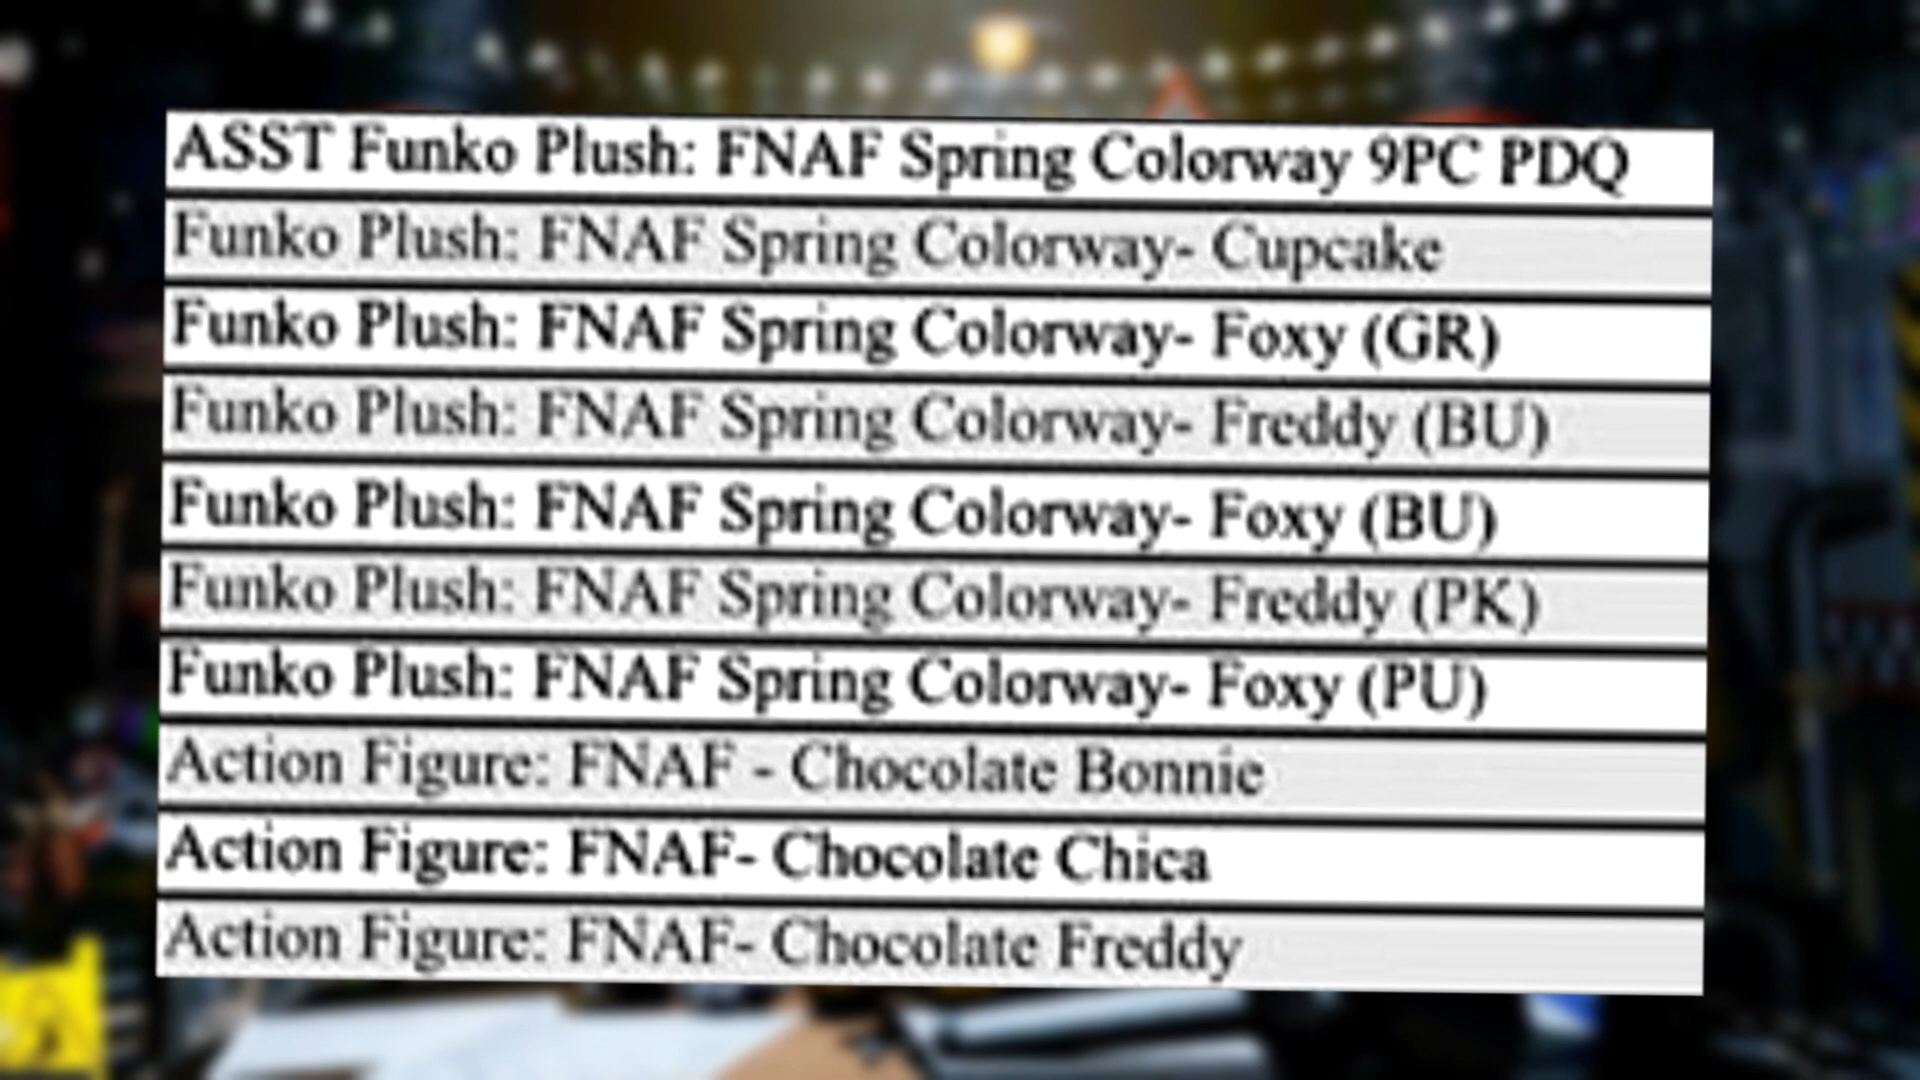 ASST Funko Plush: FNAF Spring Colorway 9PC PDQ
Funko Plush: FNAF Spring Colorway- Cupcake
Funko Plush: FNAF Spring Colorway- Foxy (GR)
Funko Plush: FNAF Spring Colorway- Freddy (BU)
Funko Plush: FNAF Spring Colorway- Foxy (BU)
Funko Plush: FNAF Spring Colorway- Freddy (PK)
Funko Plush: FNAF Spring Colorway- Foxy (PU)
Action Figure: FNAF - Chocolate Bonnie
Action Figure: FNAF- Chocolate Chica
Action Figure: FNAF- Chocolate Freddy